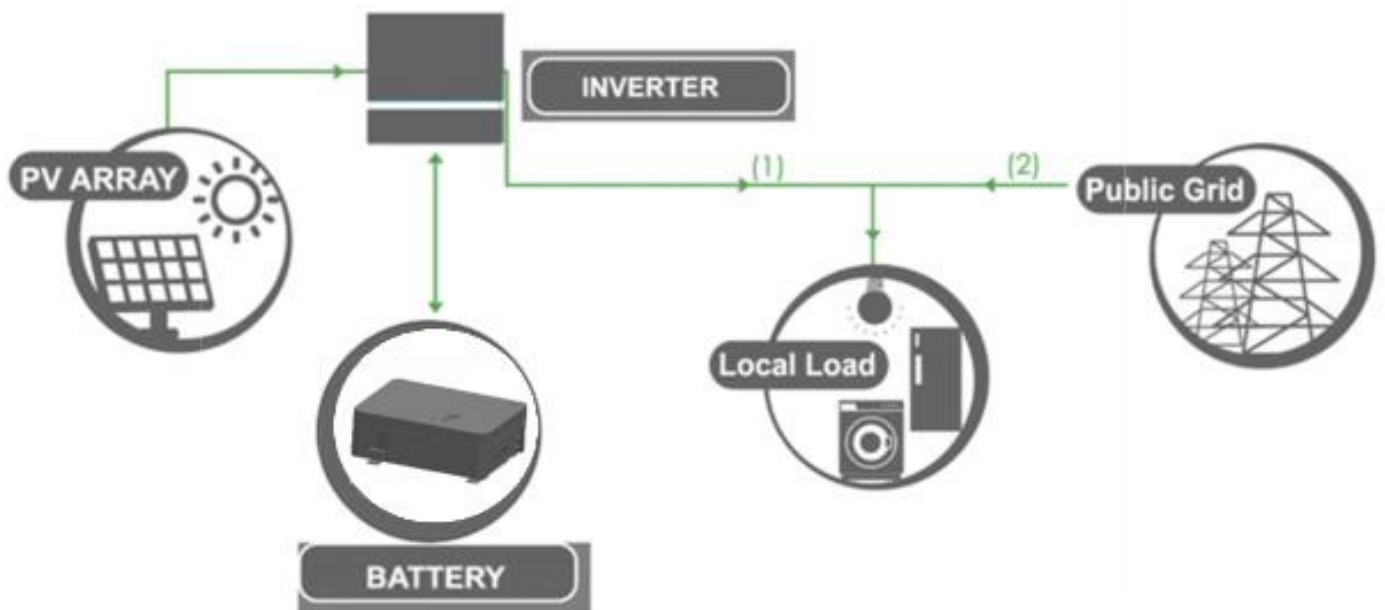 INVERTER
PV ARRAY
(1)
(2)
Public Grid
Local Load
BATTERY